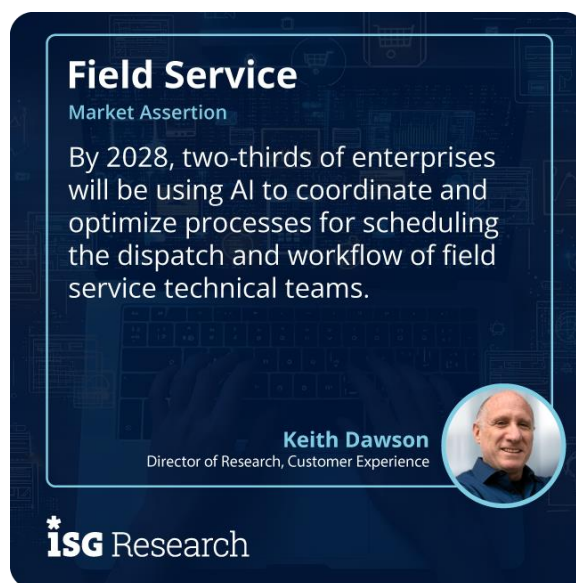 Field Service
Market Assertion
By 2028, two-thirds of enterprises
will be using AI to coordinate and
optimize processes for scheduling
the dispatch and workflow of field
service technical teams.
Keith Dawson
Director of Research, Customer Experience
*ISG Research